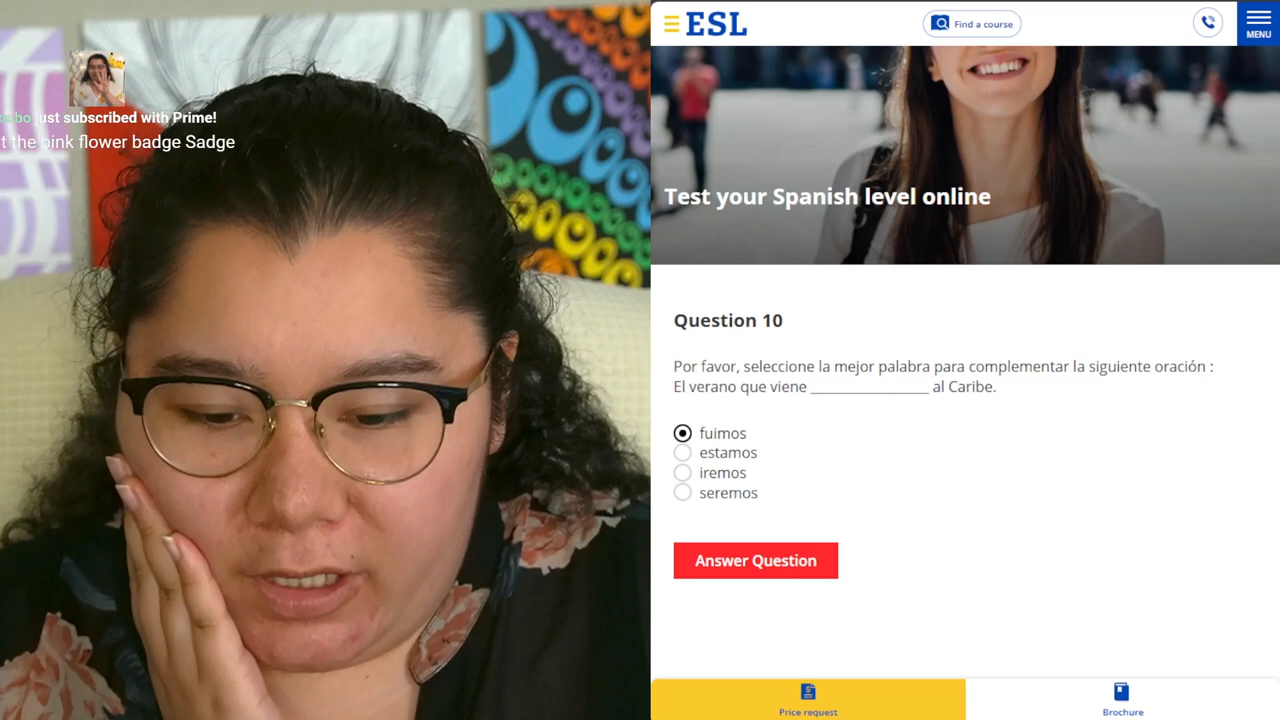 just subscribed with Prime!
the pink flower badge Sadge
ESL
Find a course
MENU
Test your Spanish level online
Question 10
Por favor, seleccione la mejor palabra para complementar la siguiente oración :
El verano que viene _________________ al Caribe.
fuimos
estamos
iremos
seremos
Answer Question
Price request
Brochure